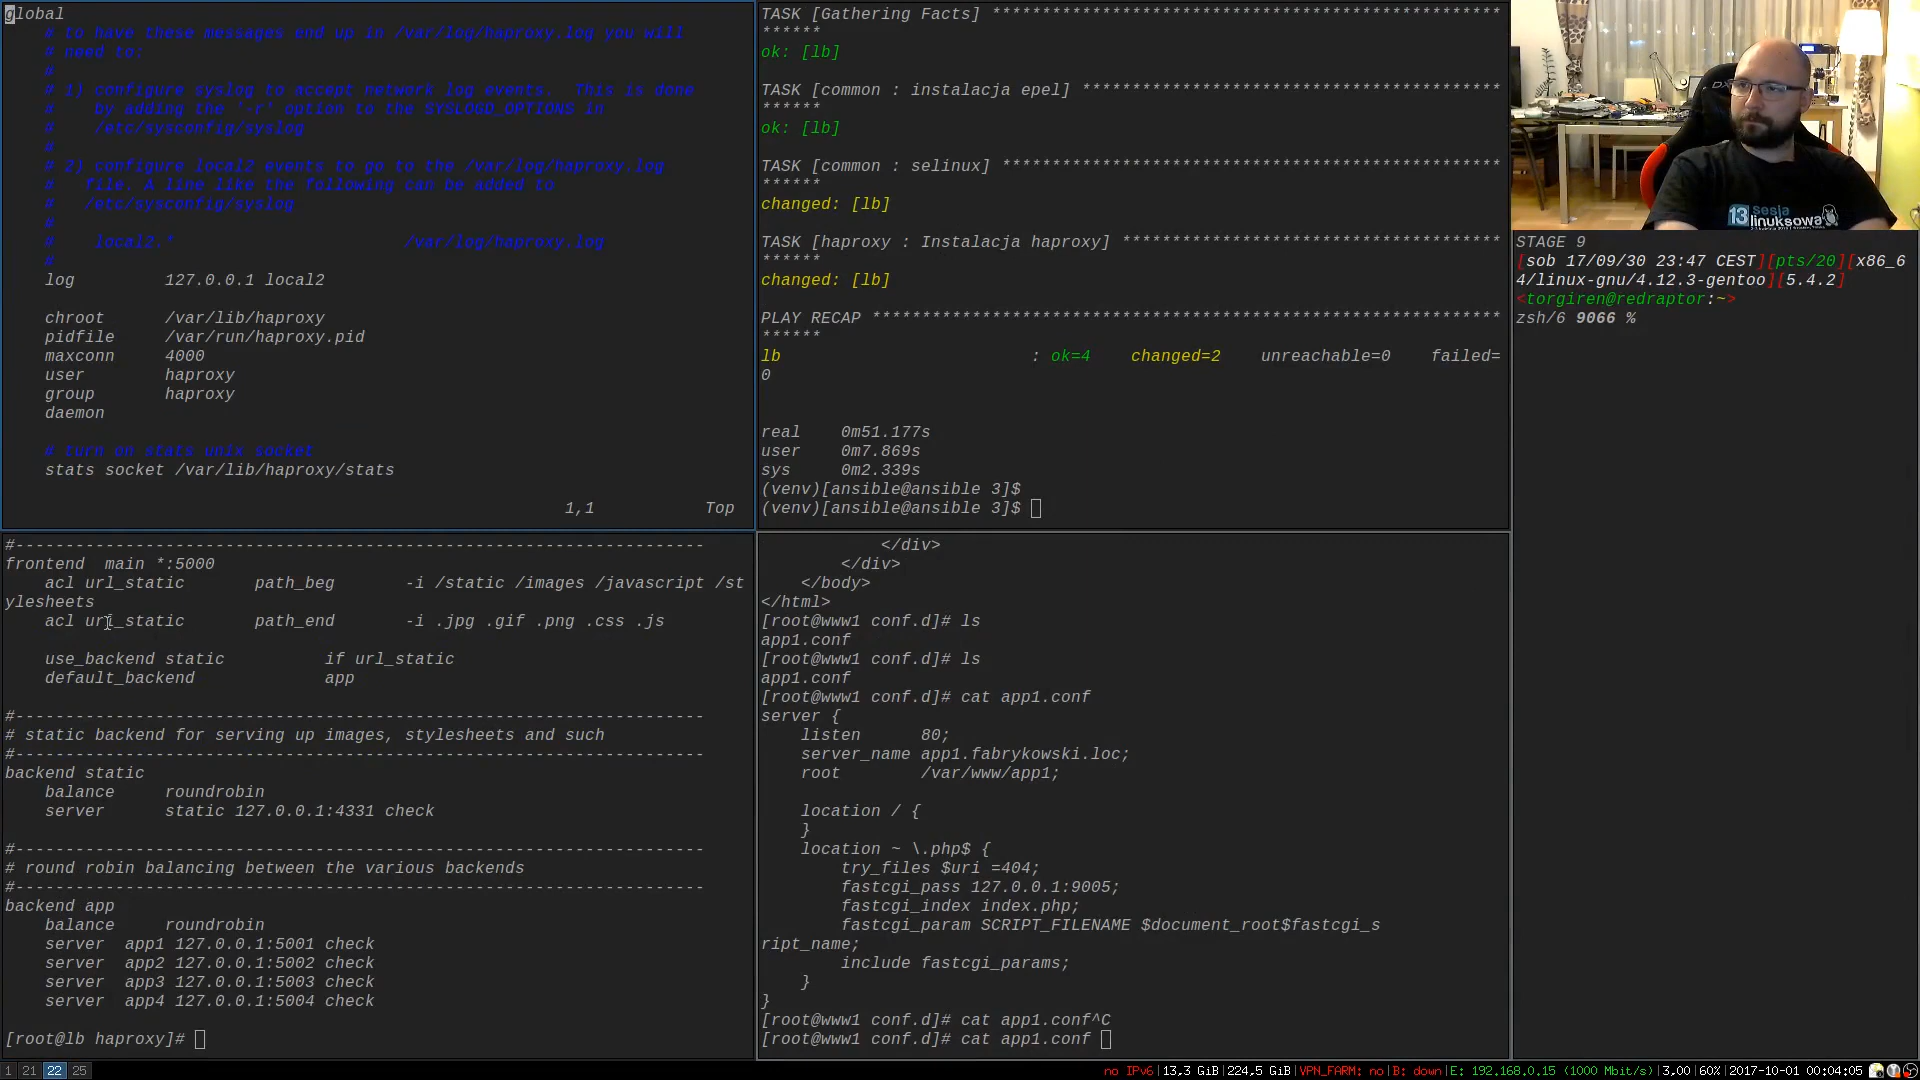 global
# to have these messages end up in /var/log/haproxy.log you will
# need to:
#
# 1) configure syslog to accept network log events.  This is done
#    by adding the '-r' option to the SYSLOGD_OPTIONS in
#    /etc/sysconfig/syslog
#
# 2) configure local2 events to go to the /var/log/haproxy.log
#   file. A line like the following can be added to
#   /etc/sysconfig/syslog
#
#    local2.*                       /var/log/haproxy.log
#
log         127.0.0.1 local2
chroot      /var/lib/haproxy
pidfile     /var/run/haproxy.pid
maxconn     4000
user        haproxy
group       haproxy
daemon
# turn on stats unix socket
stats socket /var/lib/haproxy/stats
1,1           Top
TASK [Gathering Facts] ***************************************************
******
ok: [lb]
TASK [common : instalacja epel] ******************************************
******
ok: [lb]
TASK [common : selinux] **************************************************
******
changed: [lb]
TASK [haproxy : Instalacja haproxy] **************************************
******
changed: [lb]
PLAY RECAP ***************************************************************
******
lb                         : ok=4    changed=2    unreachable=0    failed=
0
real    0m51.177s
user    0m7.869s
sys     0m2.339s
(venv)[ansible@ansible 3]$
(venv)[ansible@ansible 3]$
13 sesja
linuksowa
STAGE 9
[sob 17/09/30 23:47 CEST][pts/20][x86_6
4/linux-gnu/4.12.3-gentoo][5.4.2]
<torgiren@redraptor:~>
zsh/6 9066 %
#----------------------------------------------------------------------
frontend  main *:5000
acl url_static       path_beg       -i /static /images /javascript /st
ylesheets
acl url_static       path_end       -i .jpg .gif .png .css .js
use_backend static          if url_static
default_backend             app
#----------------------------------------------------------------------
# static backend for serving up images, stylesheets and such
#----------------------------------------------------------------------
backend static
balance     roundrobin
server      static 127.0.0.1:4331 check
#----------------------------------------------------------------------
# round robin balancing between the various backends
#----------------------------------------------------------------------
backend app
balance     roundrobin
server  app1 127.0.0.1:5001 check
server  app2 127.0.0.1:5002 check
server  app3 127.0.0.1:5003 check
server  app4 127.0.0.1:5004 check
[root@lb haproxy]#
</div>
</div>
</body>
</html>
[root@www1 conf.d]# ls
app1.conf
[root@www1 conf.d]# ls
app1.conf
[root@www1 conf.d]# cat app1.conf
server {
listen      80;
server_name app1.fabrykowski.loc;
root        /var/www/app1;
location / {
}
location ~ \.php$ {
try_files $uri =404;
fastcgi_pass 127.0.0.1:9005;
fastcgi_index index.php;
fastcgi_param SCRIPT_FILENAME $document_root$fastcgi_s
ript_name;
include fastcgi_params;
}
}
[root@www1 conf.d]# cat app1.conf^C
[root@www1 conf.d]# cat app1.conf
1 21 22 25
no IPv6|13,3 GiB|224,5 GiB|VPN_FARM: no|B: down|E: 192.168.0.15 (1000 Mbit/s)|3,00|60%|2017-10-01 00:04:05